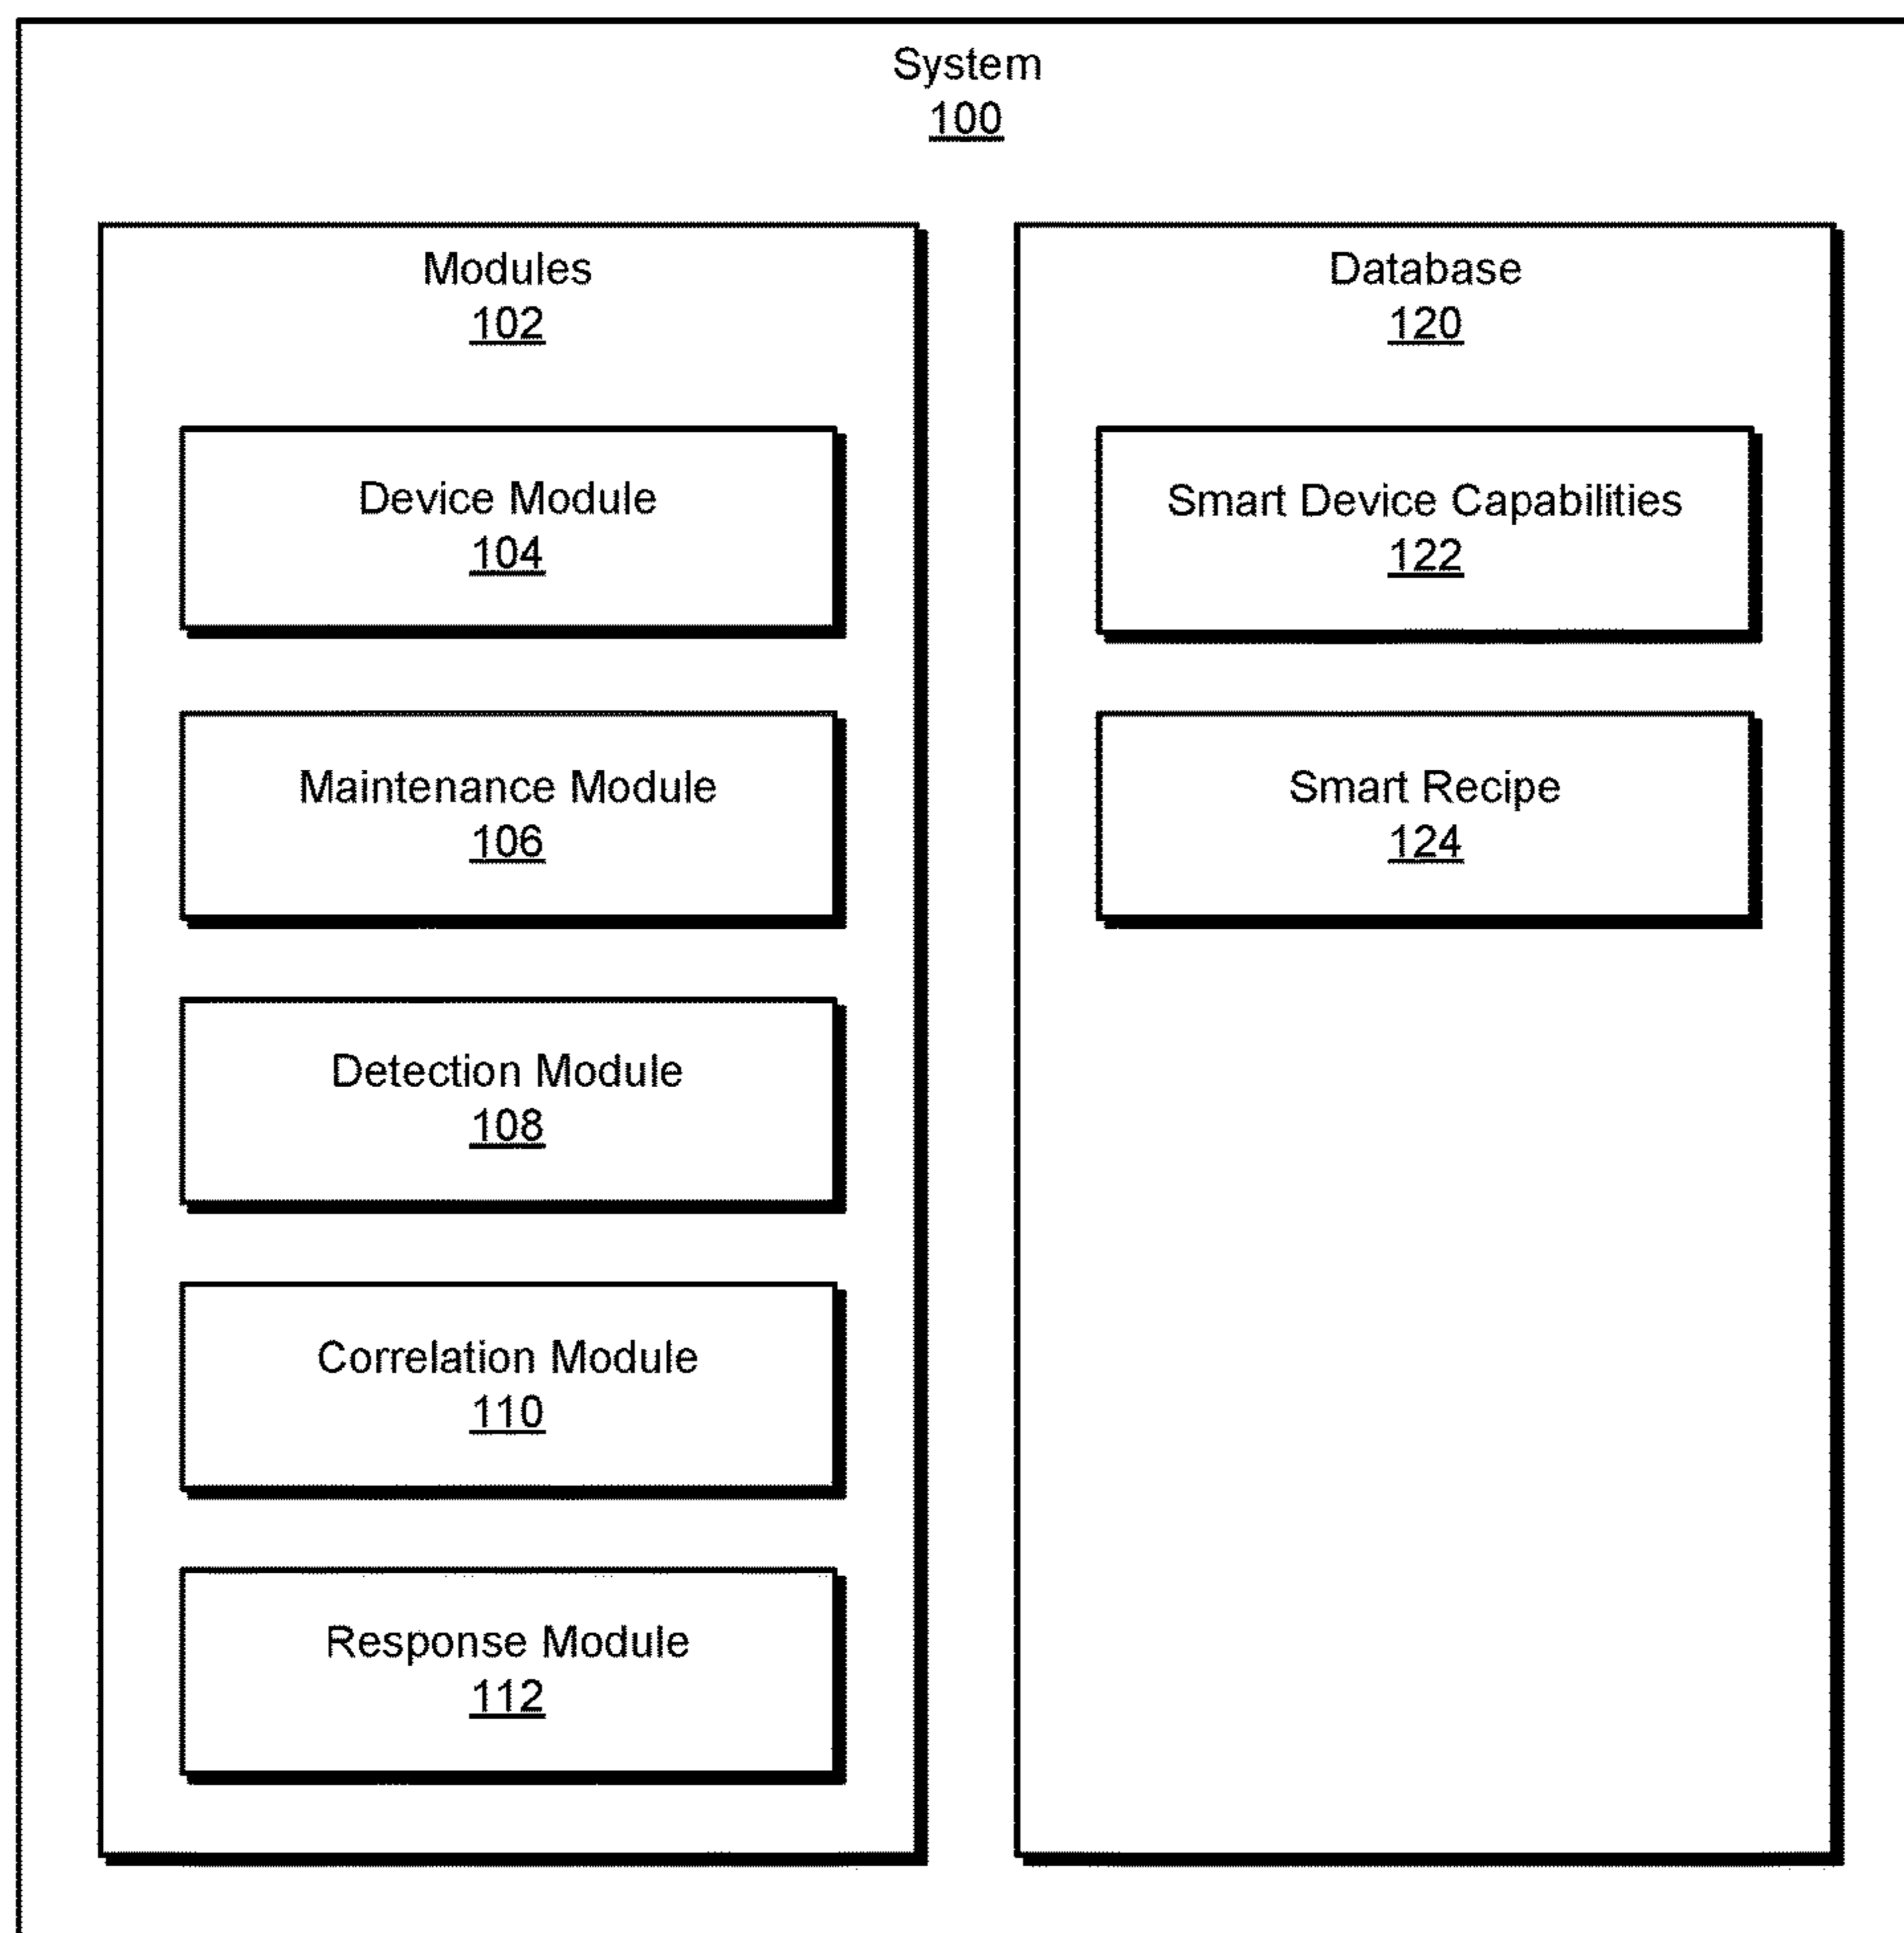 System
100
Modules
102
Device Module
104
Maintenance Module
106
Detection Module
108
Correlation Module
110
Response Module
112
Database
120
Smart Device Capabilities
122
Smart Recipe
124